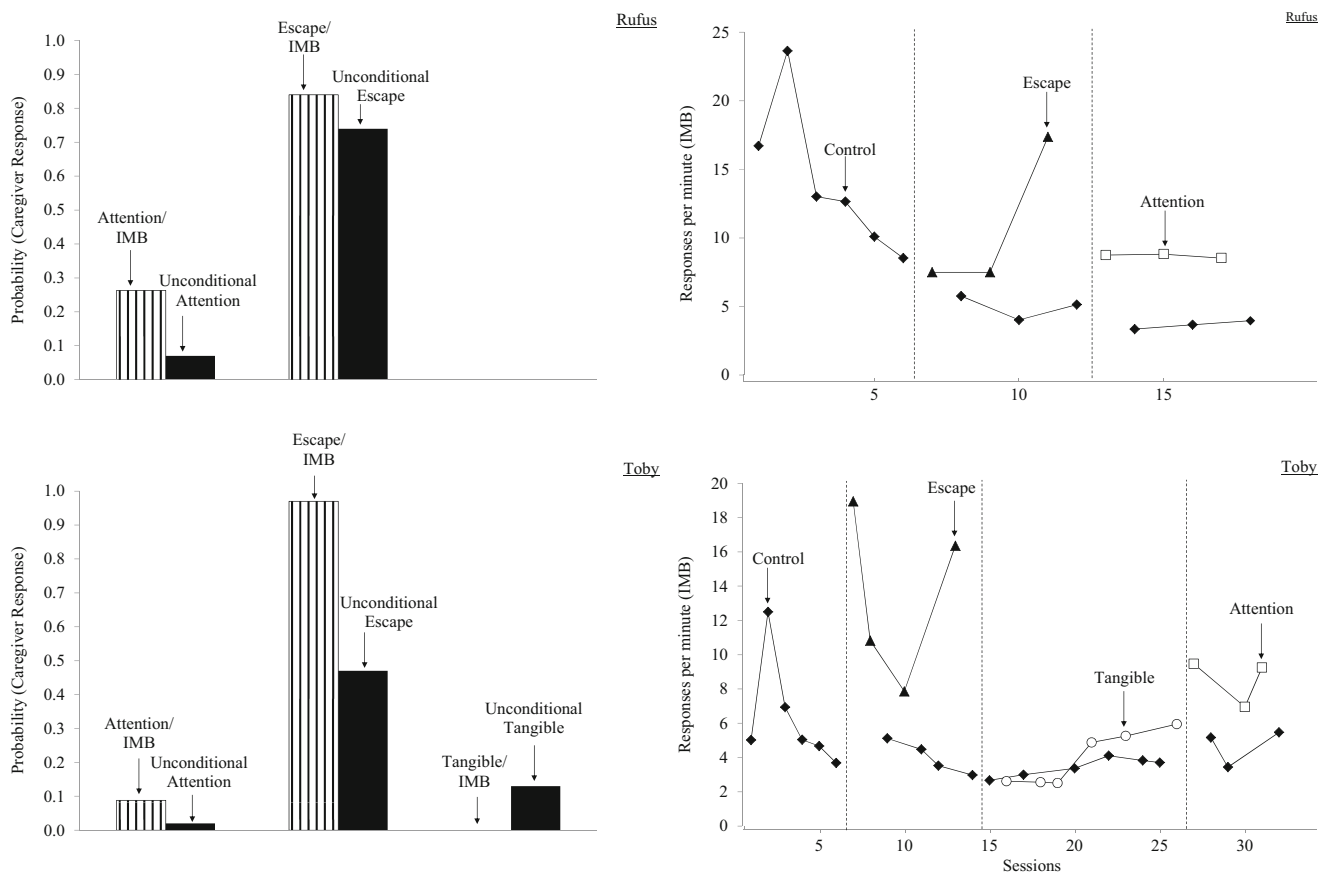 Rufus
Escape/
IMB
Unconditional
Escape
Attention/
IMB
Unconditional
Attention
Probability (Caregiver Response)
1.0
0.9
0.8
0.7
0.6
0.5
0.4
0.3
0.2
0.1
0.0
Rufus
Escape
Control
Attention
Responses per minute (IMB)
25
20
15
10
5
0
5
10
15
Toby
Escape/
IMB
Unconditional
Escape
Attention/
IMB
Unconditional
Attention
Tangible/
IMB
Unconditional
Tangible
Probability (Caregiver Response)
1.0
0.9
0.8
0.7
0.6
0.5
0.4
0.3
0.2
0.1
0.0
Toby
Escape
Control
Attention
Tangible
Responses per minute (IMB)
20
18
16
14
12
10
8
6
4
2
0
5
10
15
20
25
30
Sessions